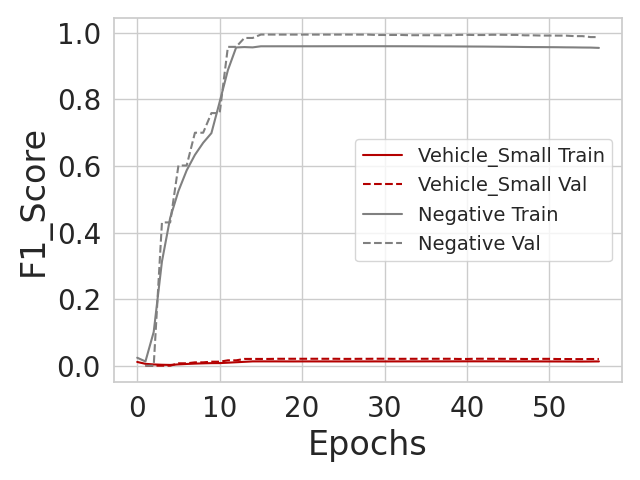 F1_Score
1.0
0.8
0.6
0.4
0.2
0.0
Vehicle_Small Train
Vehicle_Small Val
Negative Train
Negative Val
0 10 20 30 40 50
Epochs